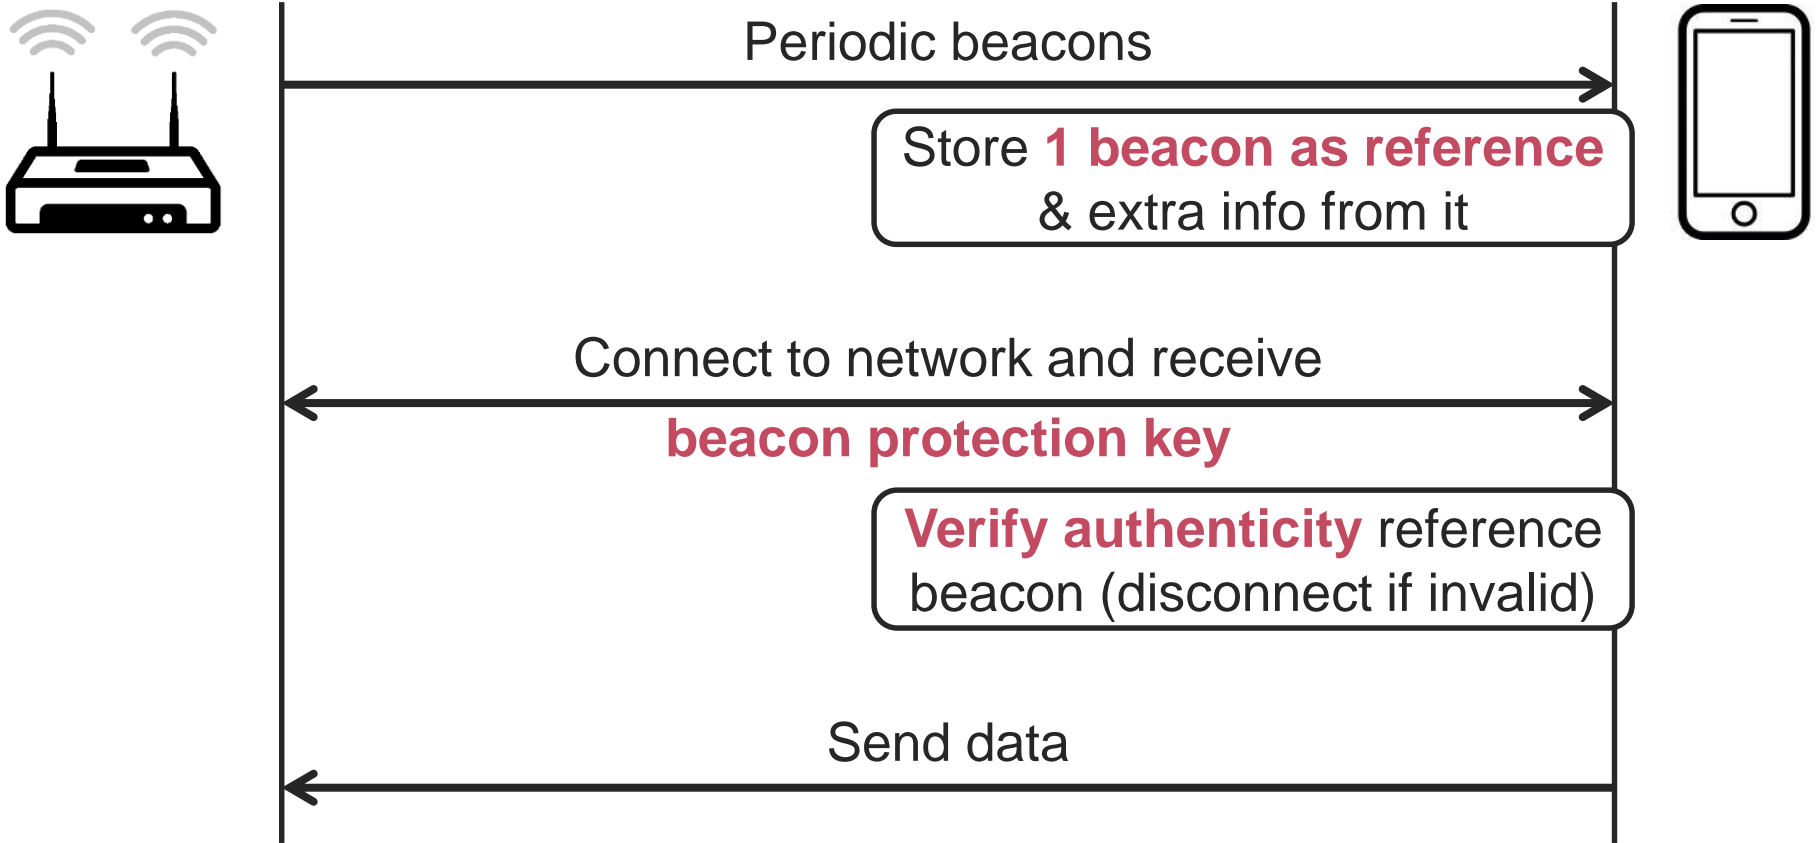 Periodic beacons
Store 1 beacon as reference
& extra info from it
Connect to network and receive
beacon protection key
Verify authenticity reference
beacon (disconnect if invalid)
Send data